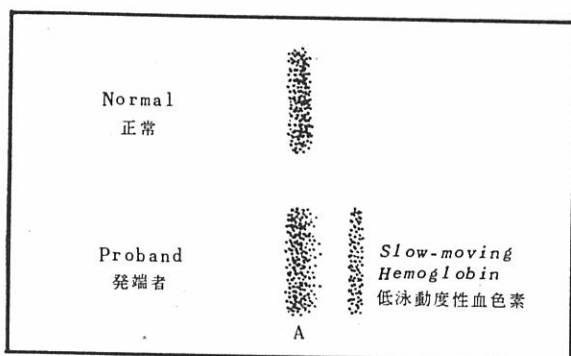 Normal
正常
Proband
発端者
Slow-moving
Hemoglobin
低泳動度性血色素
A